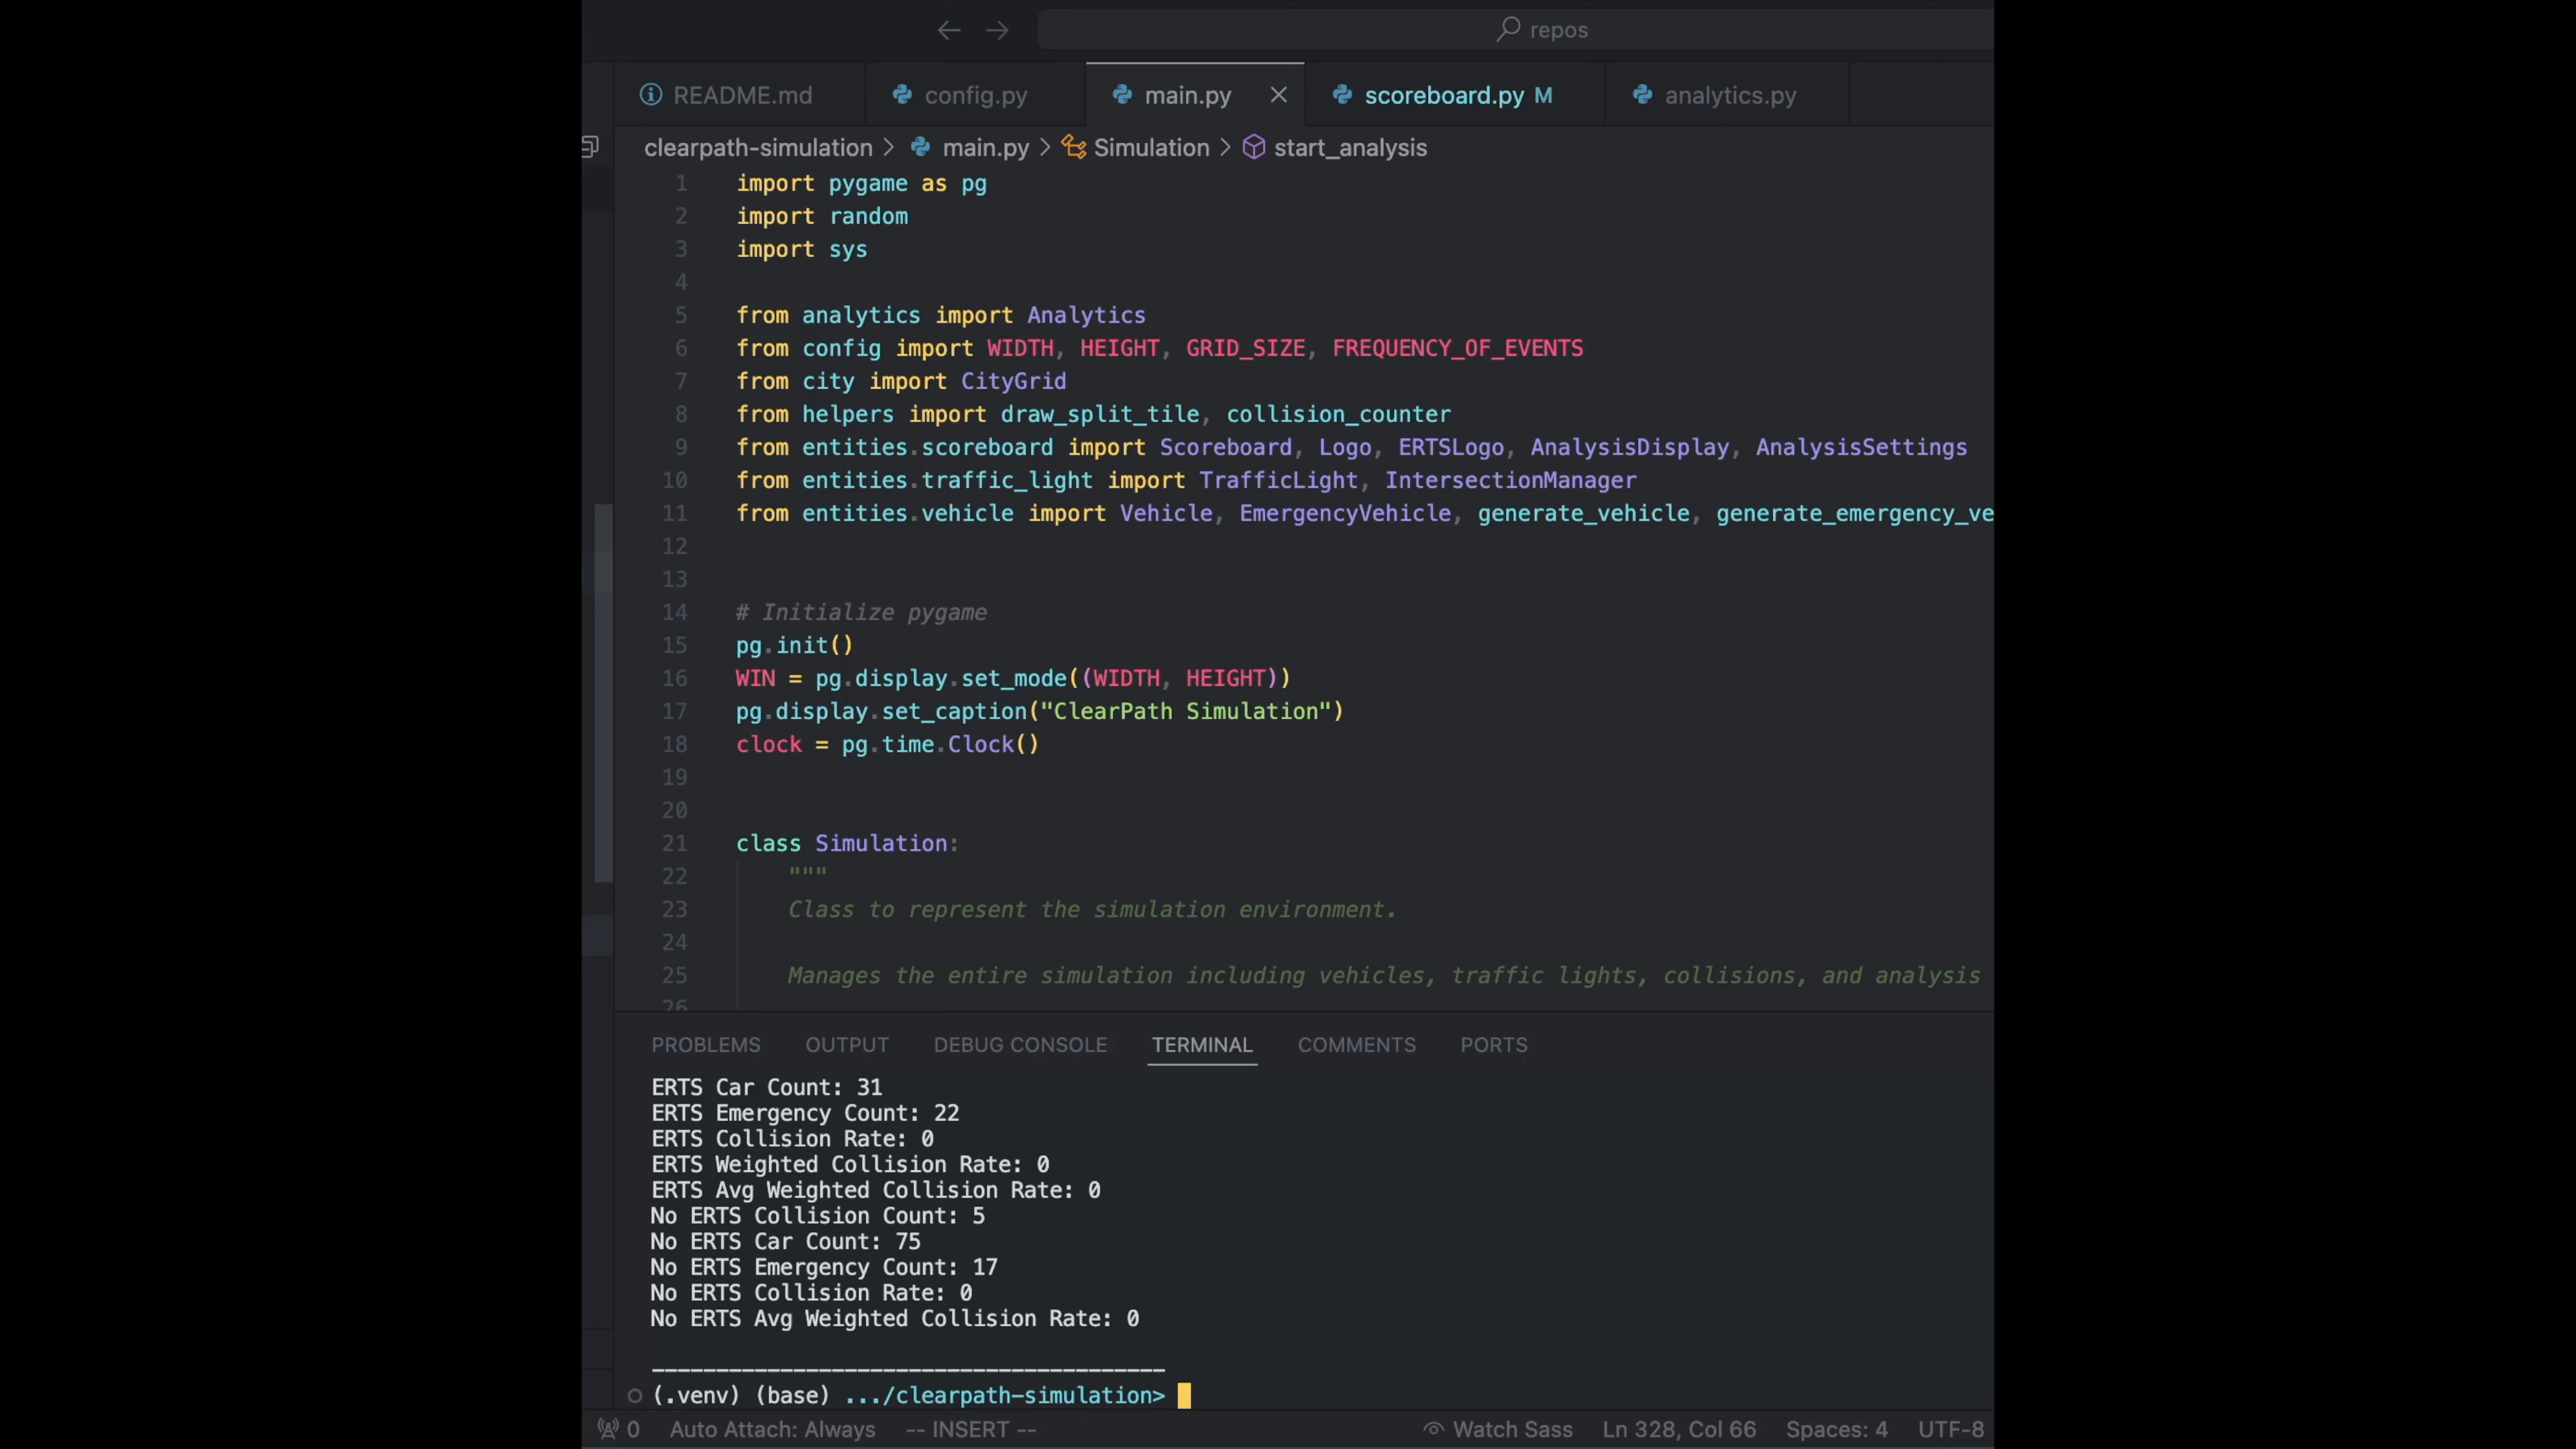 repos
README.md config.py main.py scoreboard.py M analytics.py
clearpath-simulation > main.py > Simulation > start_analysis
1 import pygame as pg
2 import random
3 import sys
4
5 from analytics import Analytics
6 from config import WIDTH, HEIGHT, GRID_SIZE, FREQUENCY_OF_EVENTS
7 from city import CityGrid
8 from helpers import draw_split_tile, collision_counter
9 from entities.scoreboard import Scoreboard, Logo, ERTSLogo, AnalysisDisplay, AnalysisSettings
10 from entities.traffic_light import TrafficLight, IntersectionManager
11 from entities.vehicle import Vehicle, EmergencyVehicle, generate_vehicle, generate_emergency_ve
12
13
14 # Initialize pygame
15 pg.init()
16 WIN = pg.display.set_mode((WIDTH, HEIGHT))
17 pg.display.set_caption("ClearPath Simulation")
18 clock = pg.time.Clock()
19
20
21 class Simulation:
22 """
23 Class to represent the simulation environment.
24
25 Manages the entire simulation including vehicles, traffic lights, collisions, and analysis
26
PROBLEMS OUTPUT DEBUG CONSOLE TERMINAL COMMENTS PORTS
ERTS Car Count: 31
ERTS Emergency Count: 22
ERTS Collision Rate: 0
ERTS Weighted Collision Rate: 0
ERTS Avg Weighted Collision Rate: 0
No ERTS Collision Count: 5
No ERTS Car Count: 75
No ERTS Emergency Count: 17
No ERTS Collision Rate: 0
No ERTS Avg Weighted Collision Rate: 0
________________________________________
(.venv) (base) .../clearpath-simulation>
0 Auto Attach: Always -- INSERT -- Watch Sass Ln 328, Col 66 Spaces: 4 UTF-8